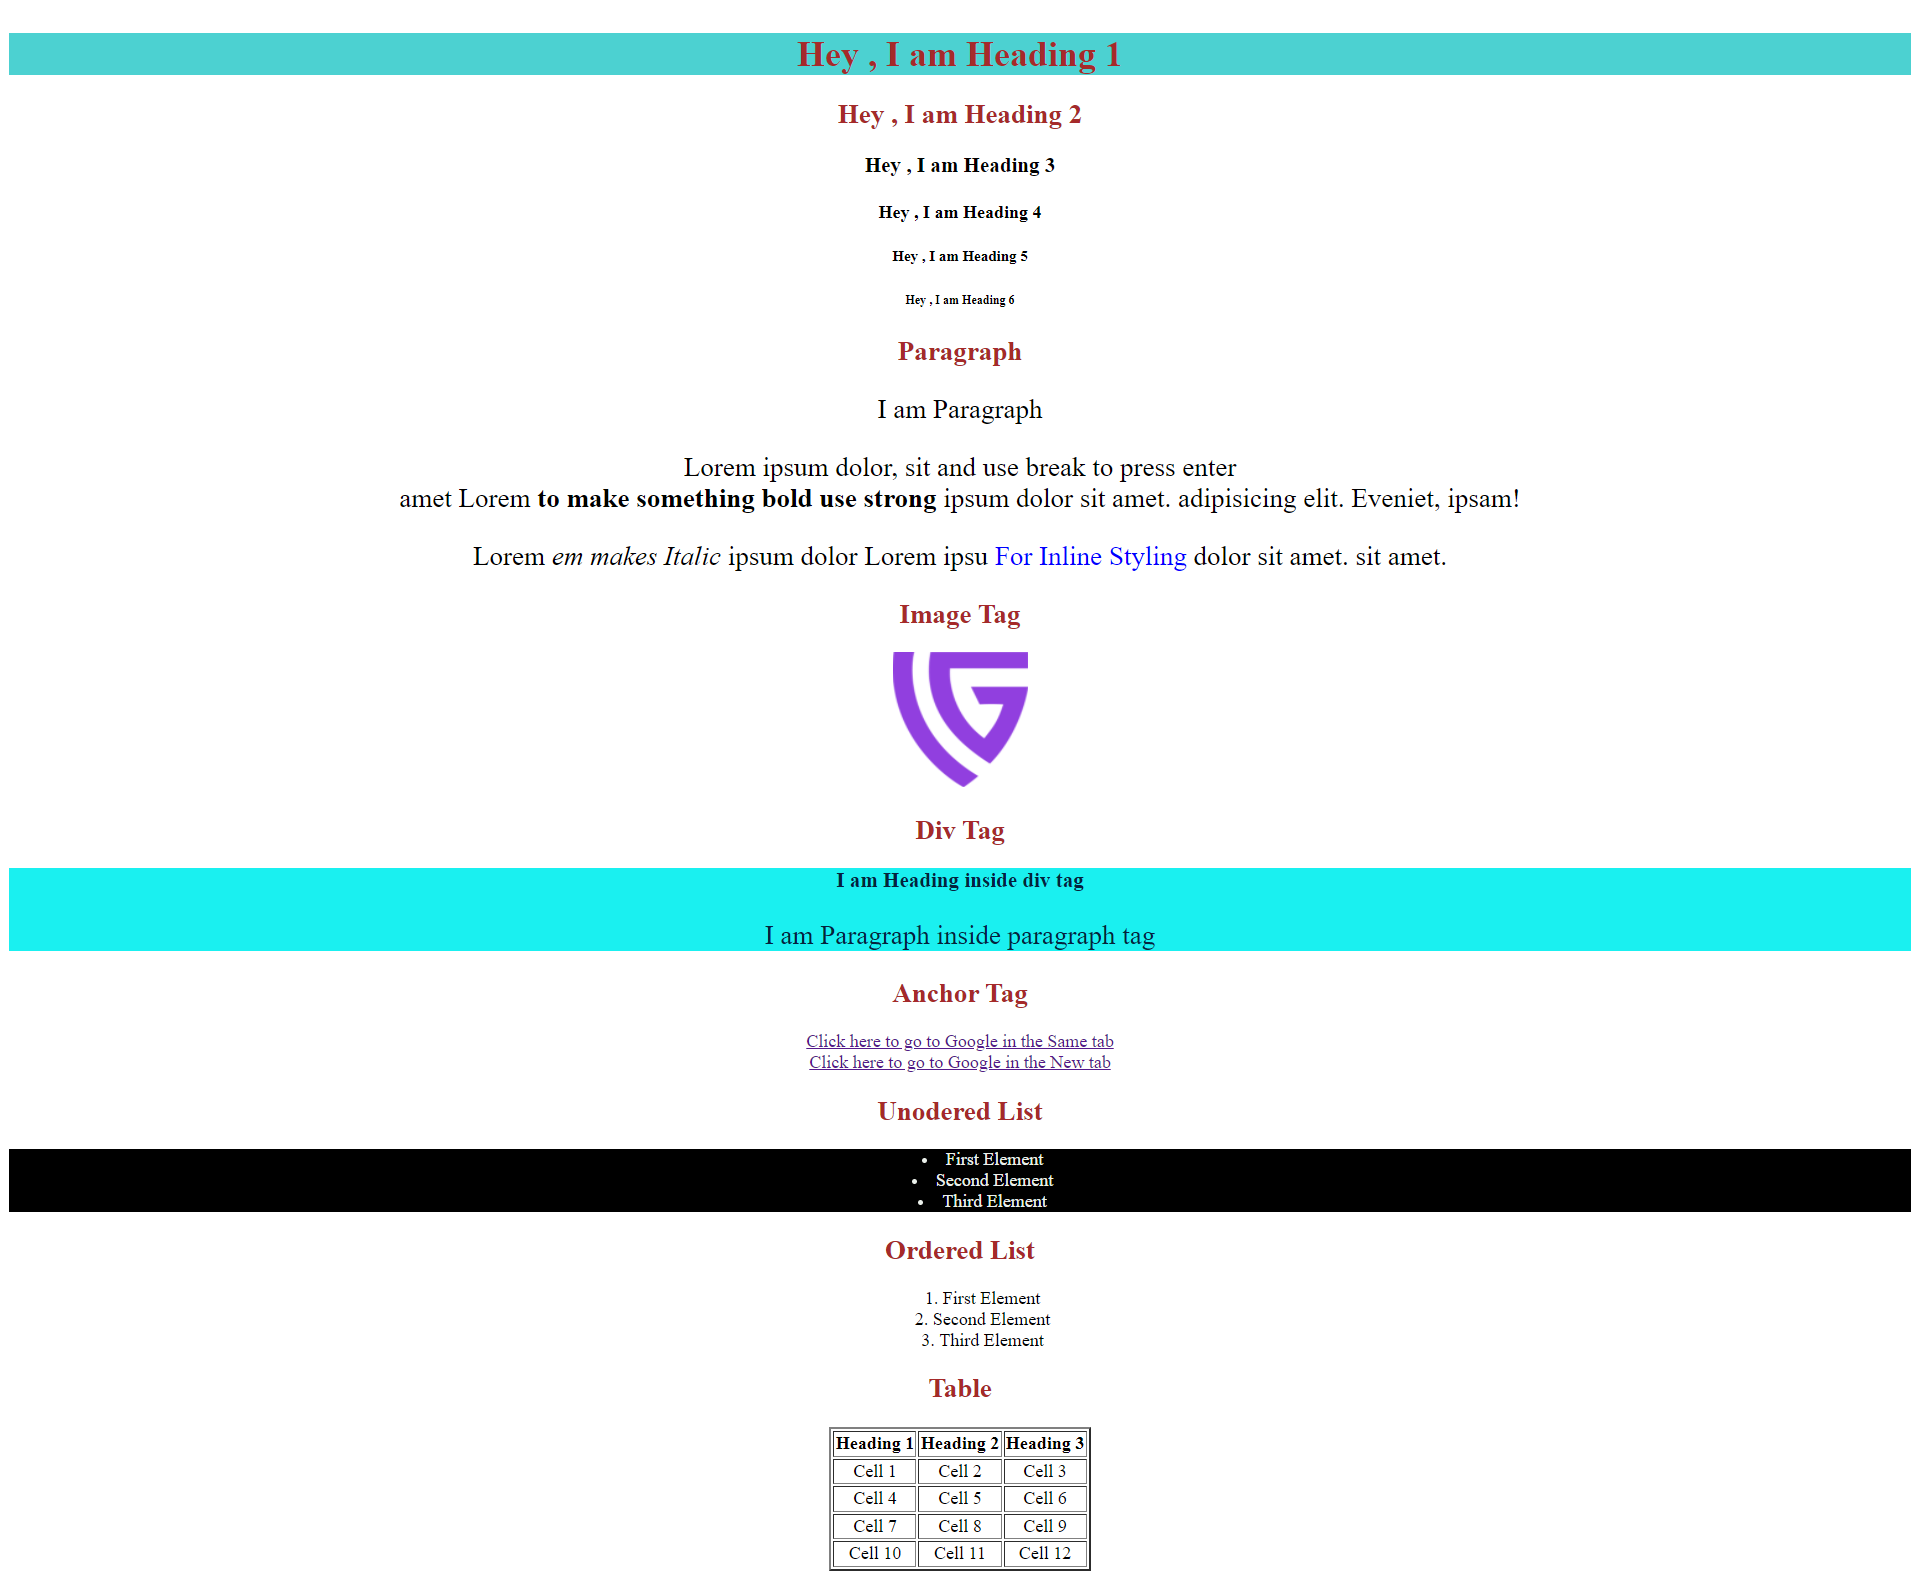 Hey , I am Heading 1
Hey , I am Heading 2
Hey , I am Heading 3
Hey , I am Heading 4
Hey , I am Heading 5
Hey , I am Heading 6
Paragraph
I am Paragraph
Lorem ipsum dolor, sit and use break to press enter
amet Lorem to make something bold use strong ipsum dolor sit amet. adipisicing elit. Eveniet, ipsam!
Lorem em makes Italic ipsum dolor Lorem ipsu For Inline Styling dolor sit amet. sit amet.
Image Tag
G
Div Tag
I am Heading inside div tag
I am Paragraph inside paragraph tag
Anchor Tag
Click here to go to Google in the Same tab
Click here to go to Google in the New tab
Unodered List
• First Element
• Second Element
• Third Element
Ordered List
1. First Element
2. Second Element
3. Third Element
Table
Heading 1 Heading 2 Heading 3
Cell 1 Cell 2 Cell 3
Cell 4 Cell 5 Cell 6
Cell 7 Cell 8 Cell 9
Cell 10 Cell 11 Cell 12